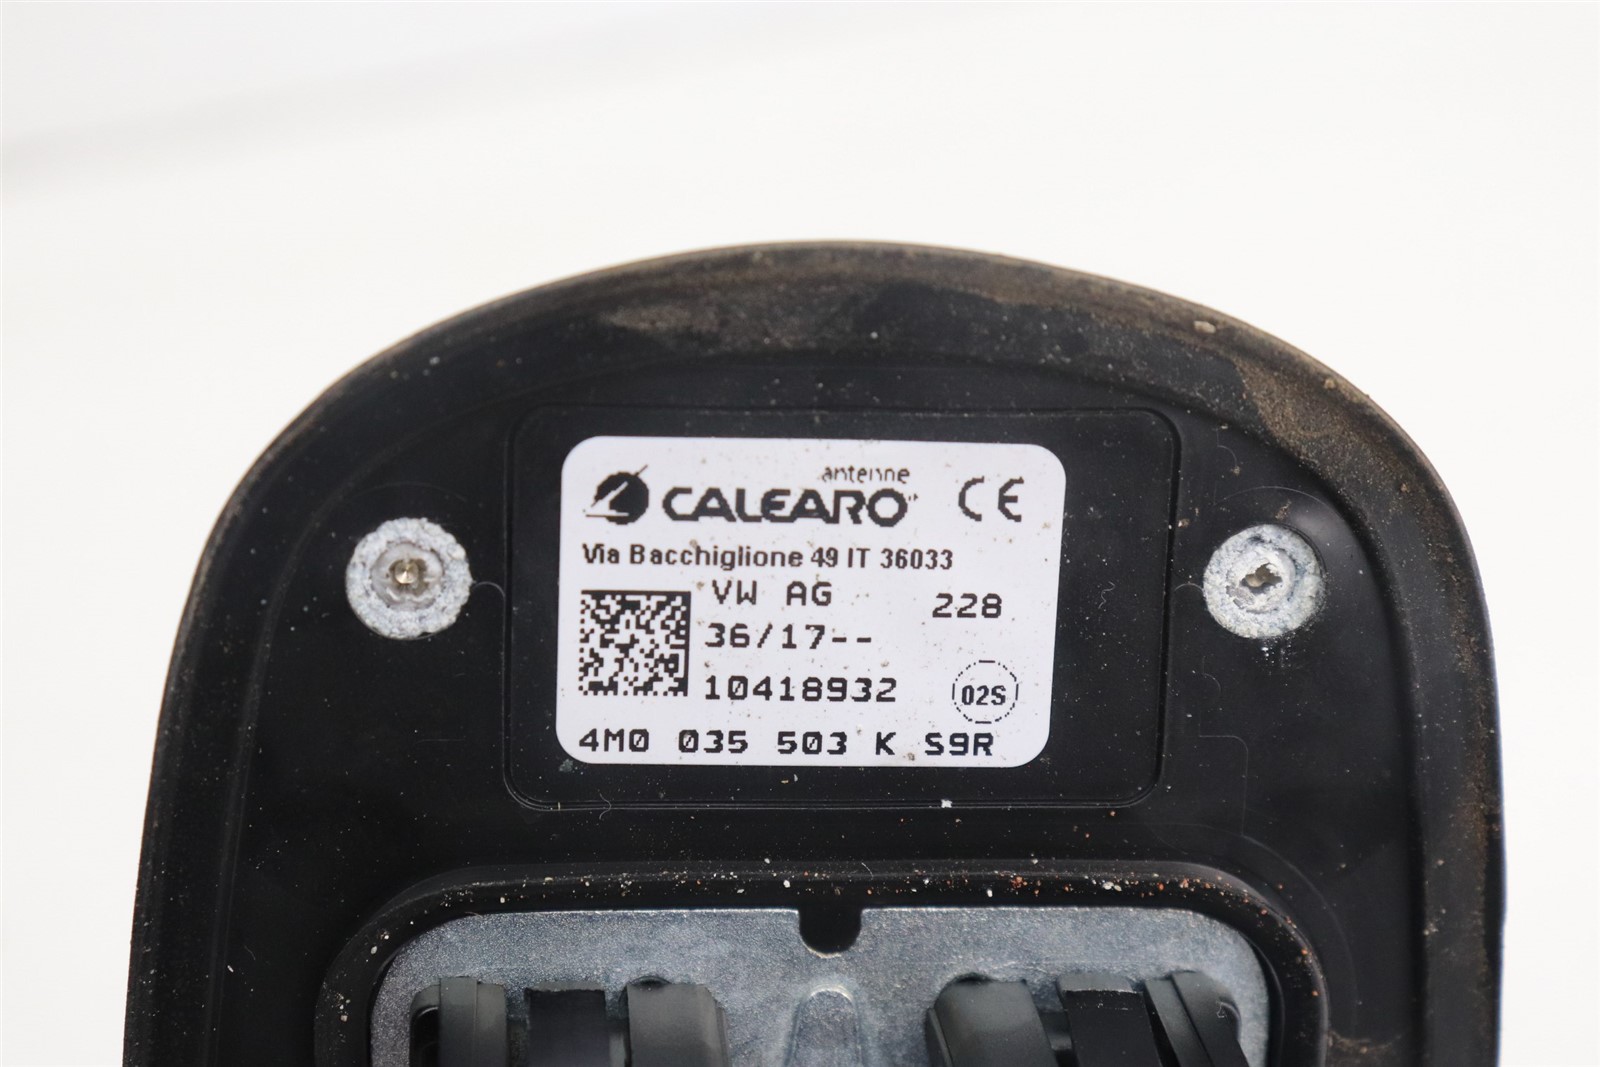 antenne
CALEARO CE
Via Bacchiglione 49 IT 36033
VW AG
228
36/17--
10418932
02S
4M0 035 503 K S9R